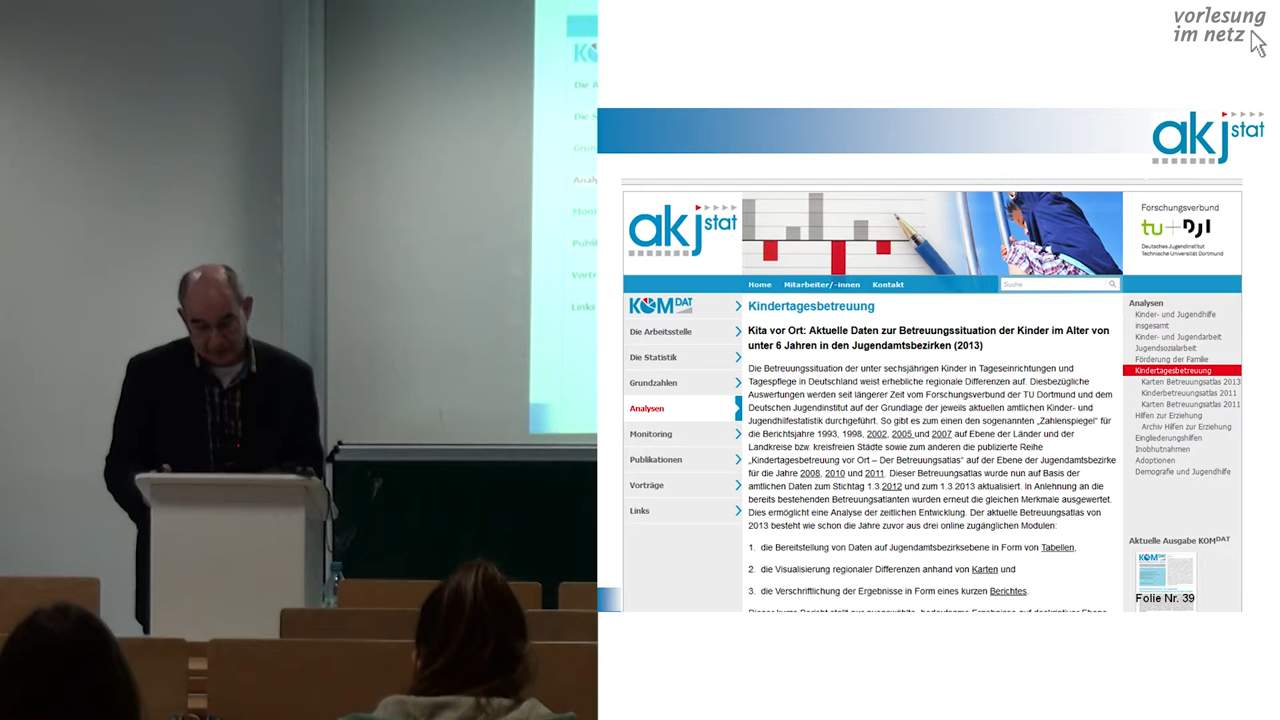 vorlesung
im netz
akjstat
akjstat
Forschungsverbund
tu+DJI
Deutsches Jugendinstitut
Technische Universität Dortmund
Home Mitarbeiter/-innen Kontakt Suche
KOMDAT
Die Arbeitsstelle
Die Statistik
Grundzahlen
Analysen
Monitoring
Publikationen
Vorträge
Links
Kindertagesbetreuung
Kita vor Ort: Aktuelle Daten zur Betreuungssituation der Kinder im Alter von
unter 6 Jahren in den Jugendamtsbezirken (2013)
Die Betreuungssituation der unter sechsjährigen Kinder in Tageseinrichtungen und
Tagespflege in Deutschland weist erhebliche regionale Differenzen auf. Diesbezügliche
Auswertungen werden seit längerer Zeit vom Forschungsverbund der TU Dortmund und dem
Deutschen Jugendinstitut auf der Grundlage der jeweils aktuellen amtlichen Kinder- und
Jugendhilfestatistik durchgeführt. So gibt es zum einen den sogenannten „Zahlenspiegel“ für
die Berichtsjahre 1993, 1998, 2002, 2005 und 2007 auf Ebene der Länder und der
Landkreise bzw. kreisfreien Städte sowie zum anderen die publizierte Reihe
„Kindertagesbetreuung vor Ort – Der Betreuungsatlas“ auf der Ebene der Jugendamtsbezirke
für die Jahre 2008, 2010 und 2011. Dieser Betreuungsatlas wurde nun auf Basis der
amtlichen Daten zum Stichtag 1.3.2012 und zum 1.3.2013 aktualisiert. In Anlehnung an die
bereits bestehenden Betreuungsatlanten wurden erneut die gleichen Merkmale ausgewertet.
Dies ermöglicht eine Analyse der zeitlichen Entwicklung. Der aktuelle Betreuungsatlas von
2013 besteht wie schon die Jahre zuvor aus drei online zugänglichen Modulen:
1. die Bereitstellung von Daten auf Jugendamtsbezirksebene in Form von Tabellen,
2. die Visualisierung regionaler Differenzen anhand von Karten und
3. die Verschriftlichung der Ergebnisse in Form eines kurzen Berichtes.
Analysen
Kinder- und Jugendhilfe
insgesamt
Kinder- und Jugendarbeit
Jugendsozialarbeit
Förderung der Familie
Kindertagesbetreuung
Karten Betreuungsatlas 2013
Kinderbetreuung 2011
Karten Betreuungsatlas 2011
Hilfen zur Erziehung
Archiv Hilfen zur Erziehung
Eingliederungshilfen
Inobhutnahmen
Adoptionen
Demografie und Jugendhilfe
Aktuelle Ausgabe KOMDAT
KOMDAT
Folie Nr. 39